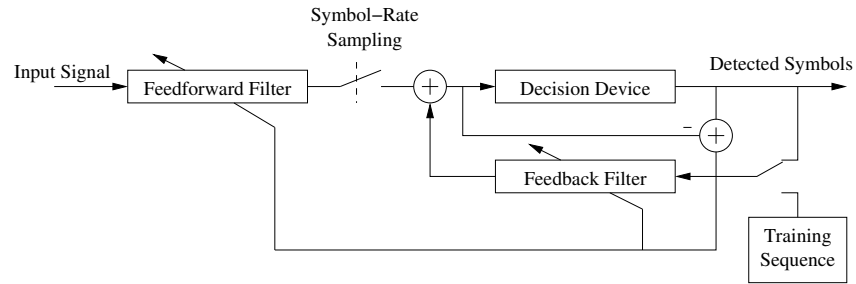 Symbol−Rate
Sampling
Input Signal
Feedforward Filter
+
Decision Device
Detected Symbols
−
+
Feedback Filter
Training
Sequence